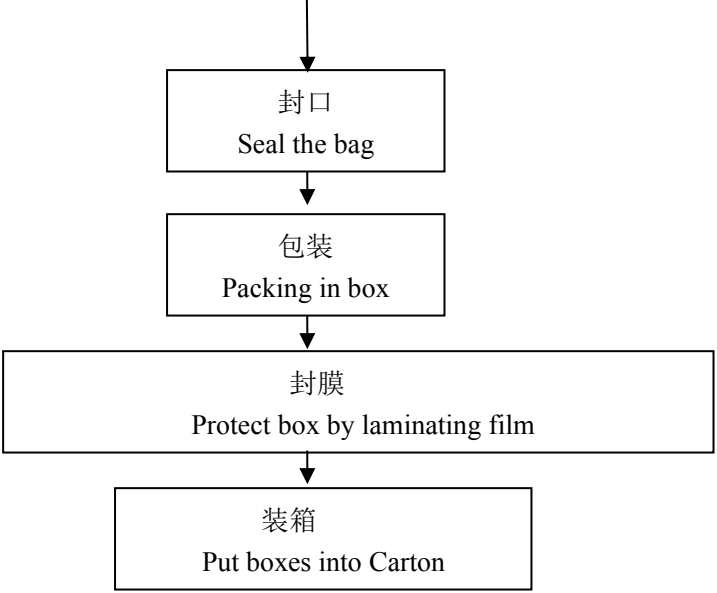 封口
Seal the bag
包装
Packing in box
封膜
Protect box by laminating film
装箱
Put boxes into Carton